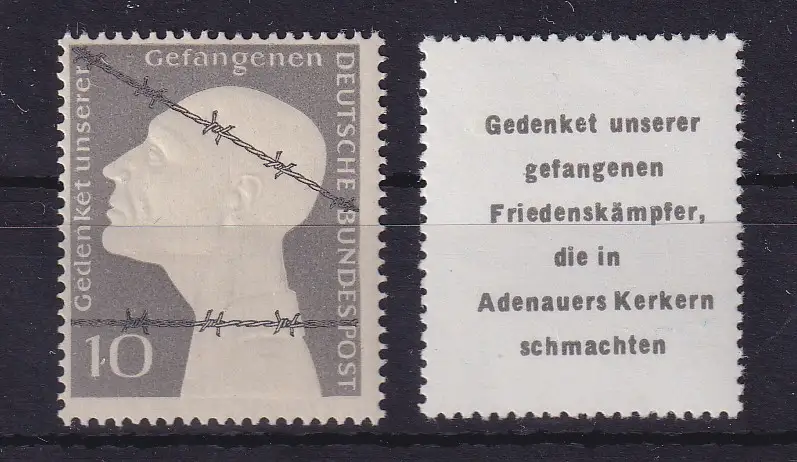 Gedenket unserer
Gefangenen
DEUTSCHE BUNDESPOST
10
Gedenket unserer
gefangenen
Friedenskämpfer,
die in
Adenauers Kerkern
schmachten